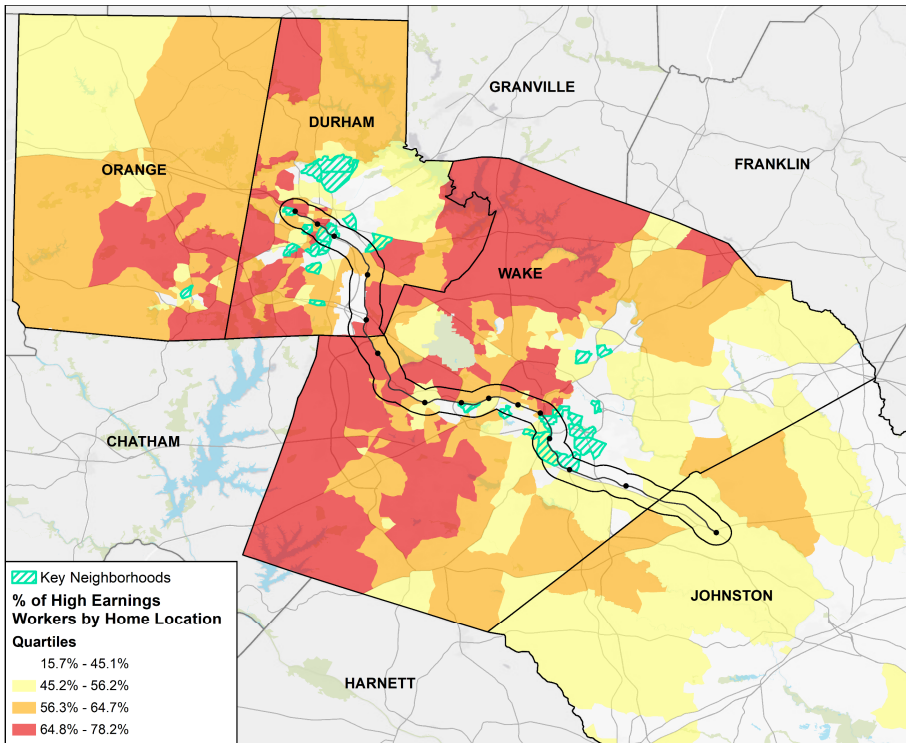 GRANVILLE
DURHAM
FRANKLIN
ORANGE
WAKE
CHATHAM
JOHNSTON
HARNETT
Key Neighborhoods
% of High Earnings
Workers by Home Location
Quartiles
15.7% - 45.1%
45.2% - 56.2%
56.3% - 64.7%
64.8% - 78.2%